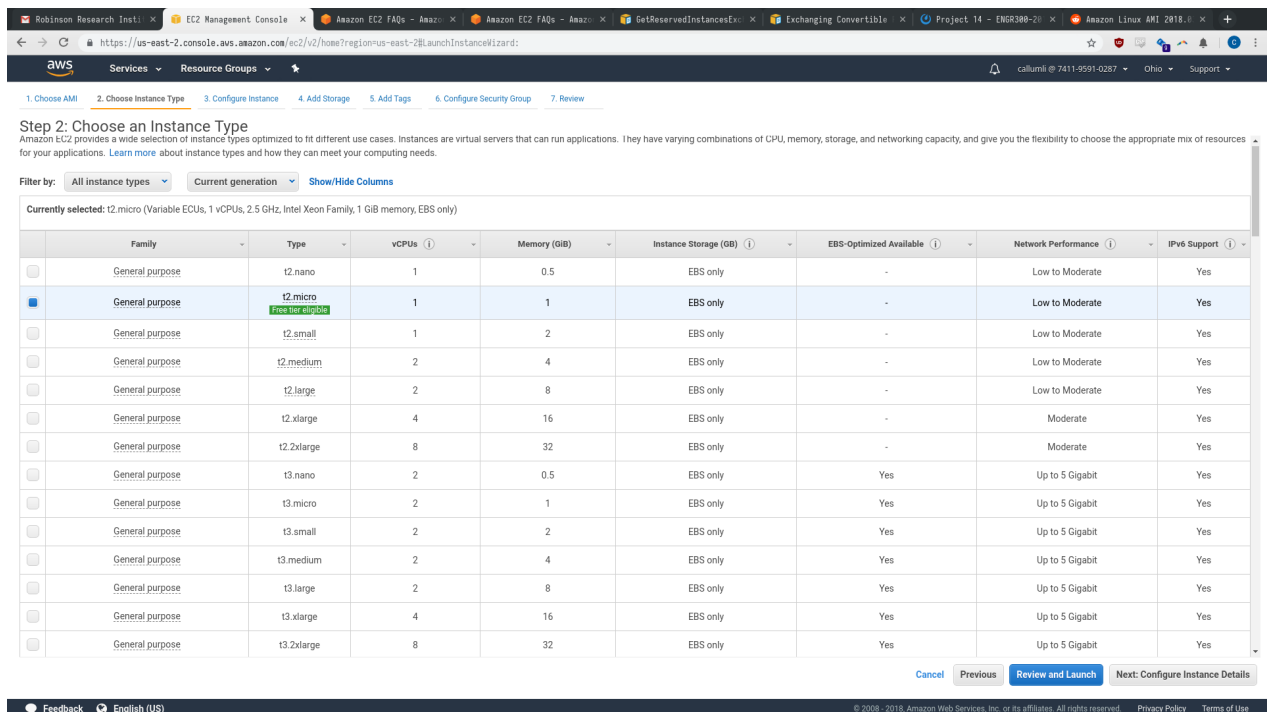 Robinson Research Insti
EC2 Management Console
Amazon EC2 FAQs - Amazo
Amazon EC2 FAQs - Amazo
GetReservedInstancesExc
Exchanging Convertible
Project 14 - ENGR300-20
Amazon Linux AMI 2018.0
https://us-east-2.console.aws.amazon.com/ec2/v2/home?region=us-east-2#LaunchInstanceWizard:
aws Services Resource Groups callumli @ 7411-9591-0287 Ohio Support
1. Choose AMI 2. Choose Instance Type 3. Configure Instance 4. Add Storage 5. Add Tags 6. Configure Security Group 7. Review
Step 2: Choose an Instance Type
Amazon EC2 provides a wide selection of instance types optimized to fit different use cases. Instances are virtual servers that can run applications. They have varying combinations of CPU, memory, storage, and networking capacity, and give you the flexibility to choose the appropriate mix of resources
for your applications. Learn more about instance types and how they can meet your computing needs.
Filter by: All instance types Current generation Show/Hide Columns
Currently selected: t2.micro (Variable ECUs, 1 vCPUs, 2.5 GHz, Intel Xeon Family, 1 GiB memory, EBS only)
Family Type vCPUs Memory (GiB) Instance Storage (GB) EBS-Optimized Available Network Performance IPv6 Support
General purpose t2.nano 1 0.5 EBS only - Low to Moderate Yes
General purpose t2.micro 1 1 EBS only - Low to Moderate Yes
Free tier eligible
General purpose t2.small 1 2 EBS only - Low to Moderate Yes
General purpose t2.medium 2 4 EBS only - Low to Moderate Yes
General purpose t2.large 2 8 EBS only - Low to Moderate Yes
General purpose t2.xlarge 4 16 EBS only - Moderate Yes
General purpose t2.2xlarge 8 32 EBS only - Moderate Yes
General purpose t3.nano 2 0.5 EBS only Yes Up to 5 Gigabit Yes
General purpose t3.micro 2 1 EBS only Yes Up to 5 Gigabit Yes
General purpose t3.small 2 2 EBS only Yes Up to 5 Gigabit Yes
General purpose t3.medium 2 4 EBS only Yes Up to 5 Gigabit Yes
General purpose t3.large 2 8 EBS only Yes Up to 5 Gigabit Yes
General purpose t3.xlarge 4 16 EBS only Yes Up to 5 Gigabit Yes
General purpose t3.2xlarge 8 32 EBS only Yes Up to 5 Gigabit Yes
Cancel Previous Review and Launch Next: Configure Instance Details
Feedback English (US) © 2008 - 2018, Amazon Web Services, Inc. or its affiliates. All rights reserved. Privacy Policy Terms of Use